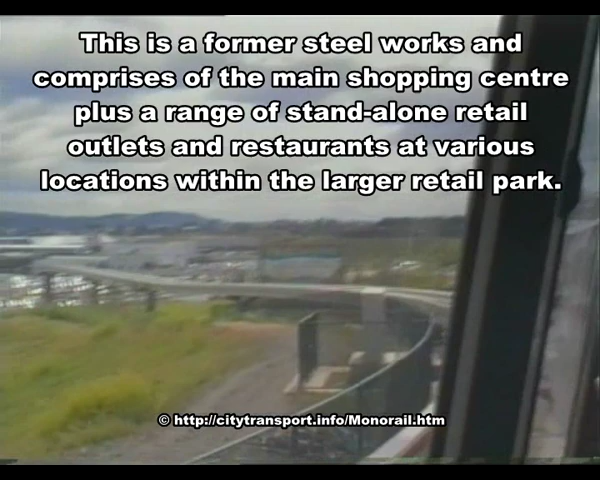 This is a former steel works and
comprises of the main shopping centre
plus a range of stand-alone retail
outlets and restaurants at various
locations within the larger retail park.
© http://citytransport.info/Monorail.htm